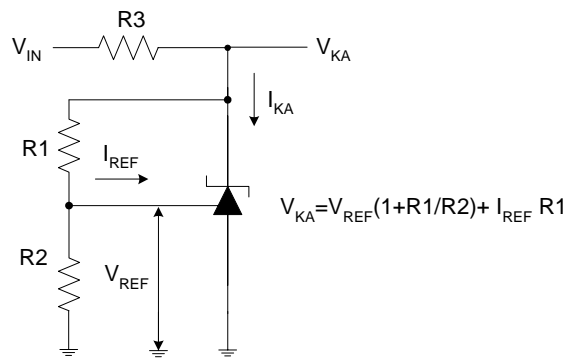 R3
V_IN
V_KA
I_KA
R1
I_REF
V_KA=V_REF(1+R1/R2)+ I_REF R1
R2
V_REF